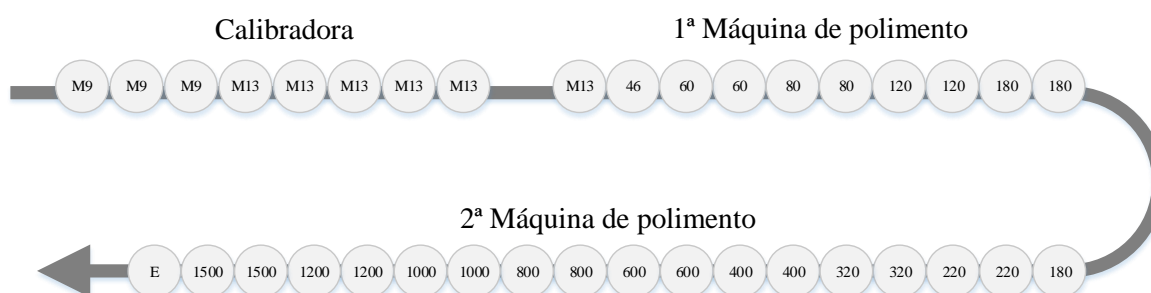 Calibradora
1ª Máquina de polimento
M9 M9 M9 M13 M13 M13 M13 M13 M13 46 60 60 80 80 120 120 180 180
2ª Máquina de polimento
E 1500 1500 1200 1200 1000 1000 800 800 600 600 400 400 320 320 220 220 180